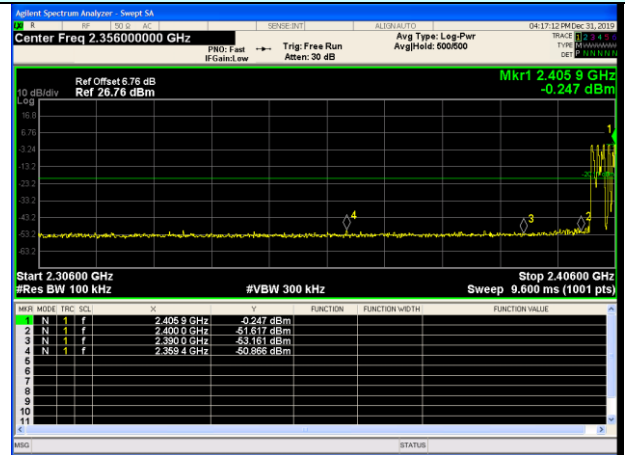 Agilent Spectrum Analyzer - Swept SA
R RF 50 Ω AC SENSE:INT ALIGNAUTO 04:17:12 PM Dec 31, 2019
Center Freq 2.356000000 GHz Avg Type: Log-Pwr TRACE 1 2 3 4 5 6
PNO: Fast Trig: Free Run Avg|Hold: 500/500 TYPE M
IFGain:Low Atten: 30 dB DET P N N N N N
Mkr1 2.405 9 GHz
Ref Offset 6.76 dB -0.247 dBm
10 dB/div Ref 26.76 dBm
Log
16.8
6.76
-3.24
-13.2
-23.2
-33.2
-43.2
-53.2
-63.2
1
4
3
2
Start 2.30600 GHz Stop 2.40600 GHz
#Res BW 100 kHz #VBW 300 kHz Sweep 9.600 ms (1001 pts)
MKR MODE TRC SCL X Y FUNCTION FUNCTION WIDTH FUNCTION VALUE
1 N 1 f 2.405 9 GHz -0.247 dBm
2 N 1 f 2.400 0 GHz -51.617 dBm
3 N 1 f 2.390 0 GHz -53.161 dBm
4 N 1 f 2.359 4 GHz -50.866 dBm
5
6
7
8
9
10
11
MSG STATUS